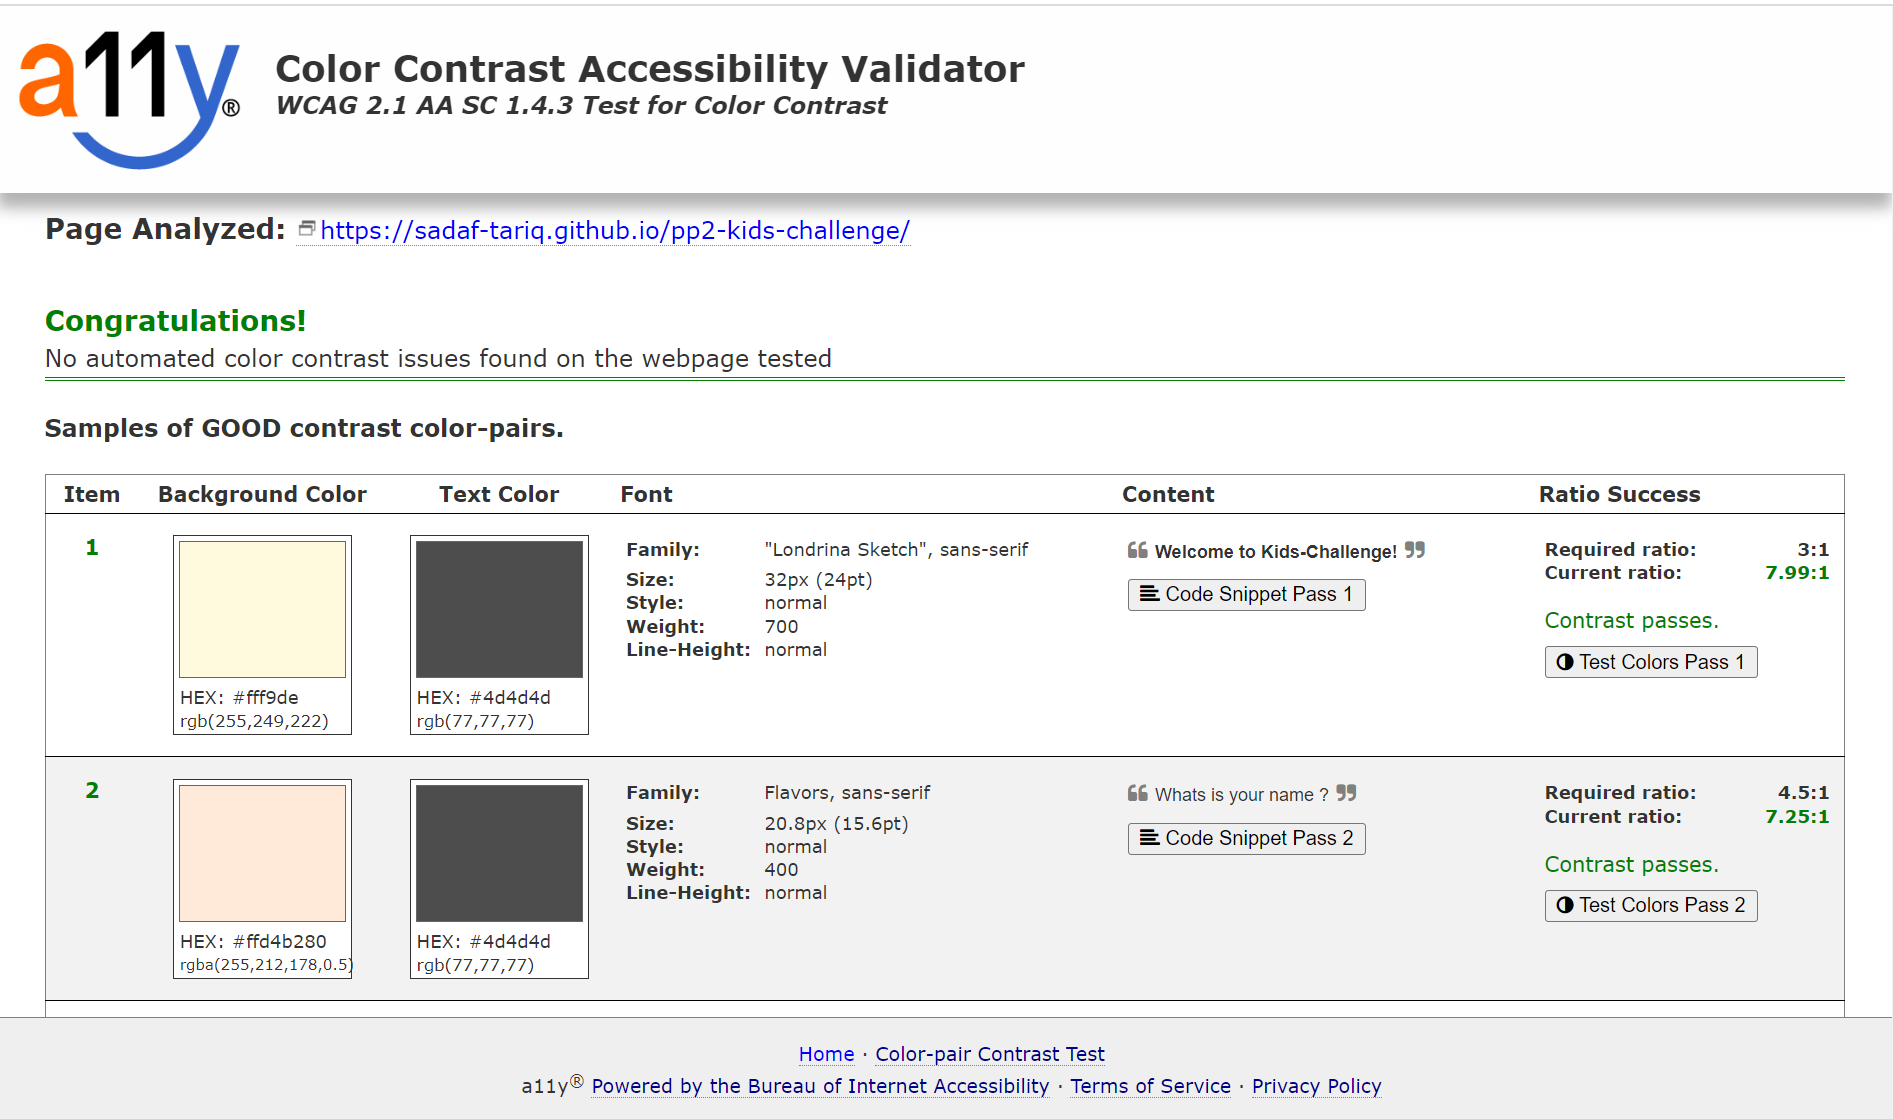 a11y®
Color Contrast Accessibility Validator
WCAG 2.1 AA SC 1.4.3 Test for Color Contrast
Page Analyzed: https://sadaf-tariq.github.io/pp2-kids-challenge/
Congratulations!
No automated color contrast issues found on the webpage tested
Samples of GOOD contrast color-pairs.
Item Background Color Text Color Font Content Ratio Success
1
HEX: #fff9de
rgb(255,249,222)
HEX: #4d4d4d
rgb(77,77,77)
Family: "Londrina Sketch", sans-serif
Size: 32px (24pt)
Style: normal
Weight: 700
Line-Height: normal
❝ Welcome to Kids-Challenge! ❞
Code Snippet Pass 1
Required ratio: 3:1
Current ratio: 7.99:1
Contrast passes.
Test Colors Pass 1
2
HEX: #ffd4b280
rgba(255,212,178,0.5)
HEX: #4d4d4d
rgb(77,77,77)
Family: Flavors, sans-serif
Size: 20.8px (15.6pt)
Style: normal
Weight: 400
Line-Height: normal
❝ Whats is your name ? ❞
Code Snippet Pass 2
Required ratio: 4.5:1
Current ratio: 7.25:1
Contrast passes.
Test Colors Pass 2
Home · Color-pair Contrast Test
a11y® Powered by the Bureau of Internet Accessibility · Terms of Service · Privacy Policy